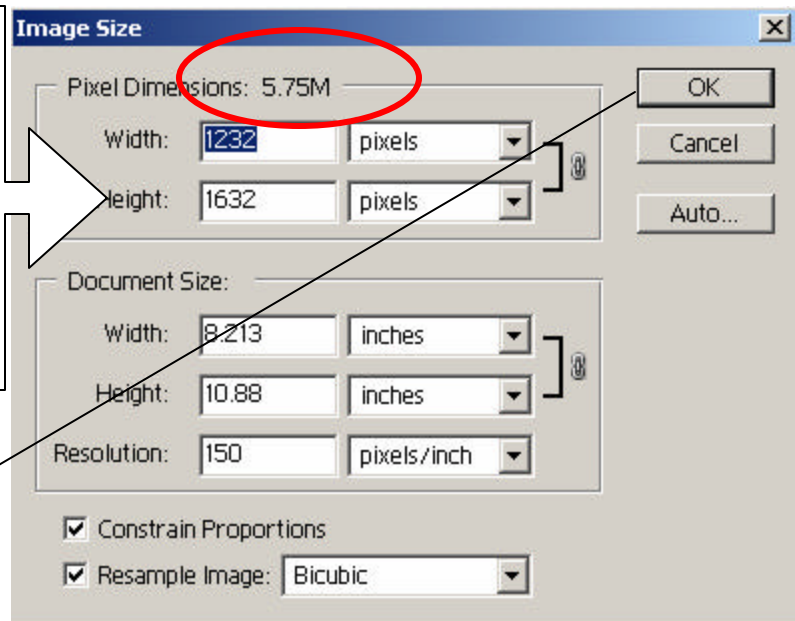 Image Size
Pixel Dimensions: 5.75M
OK
Width: 1232 pixels
Cancel
Height: 1632 pixels
Auto...
Document Size:
Width: 8.213 inches
Height: 10.88 inches
Resolution: 150 pixels/inch
Constrain Proportions
Resample Image: Bicubic